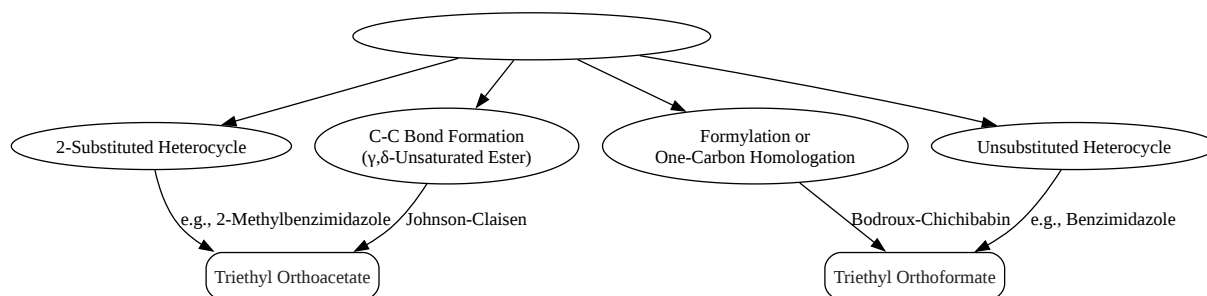 2-Substituted Heterocycle
C-C Bond Formation
(γ,δ-Unsaturated Ester)
Formylation or
One-Carbon Homologation
Unsubstituted Heterocycle
e.g., 2-Methylbenzimidazole
Johnson-Claisen
Bodroux-Chichibabin
e.g., Benzimidazole
Triethyl Orthoacetate
Triethyl Orthoformate